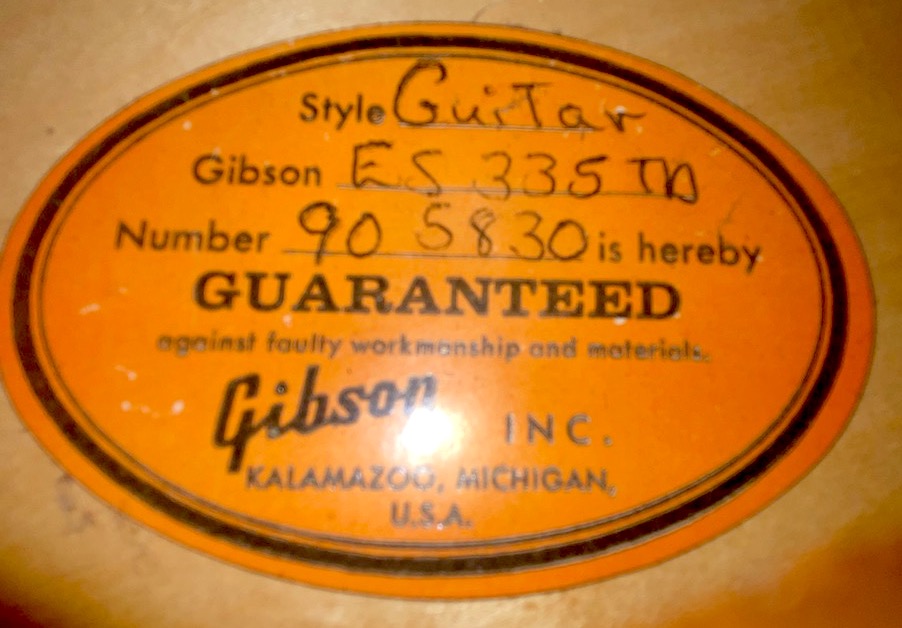 Style Guitar
Gibson ES 335 TD
Number 90 5830 is hereby
GUARANTEED
against faulty workmanship and materials.
Gibson INC.
KALAMAZOO, MICHIGAN,
U.S.A.